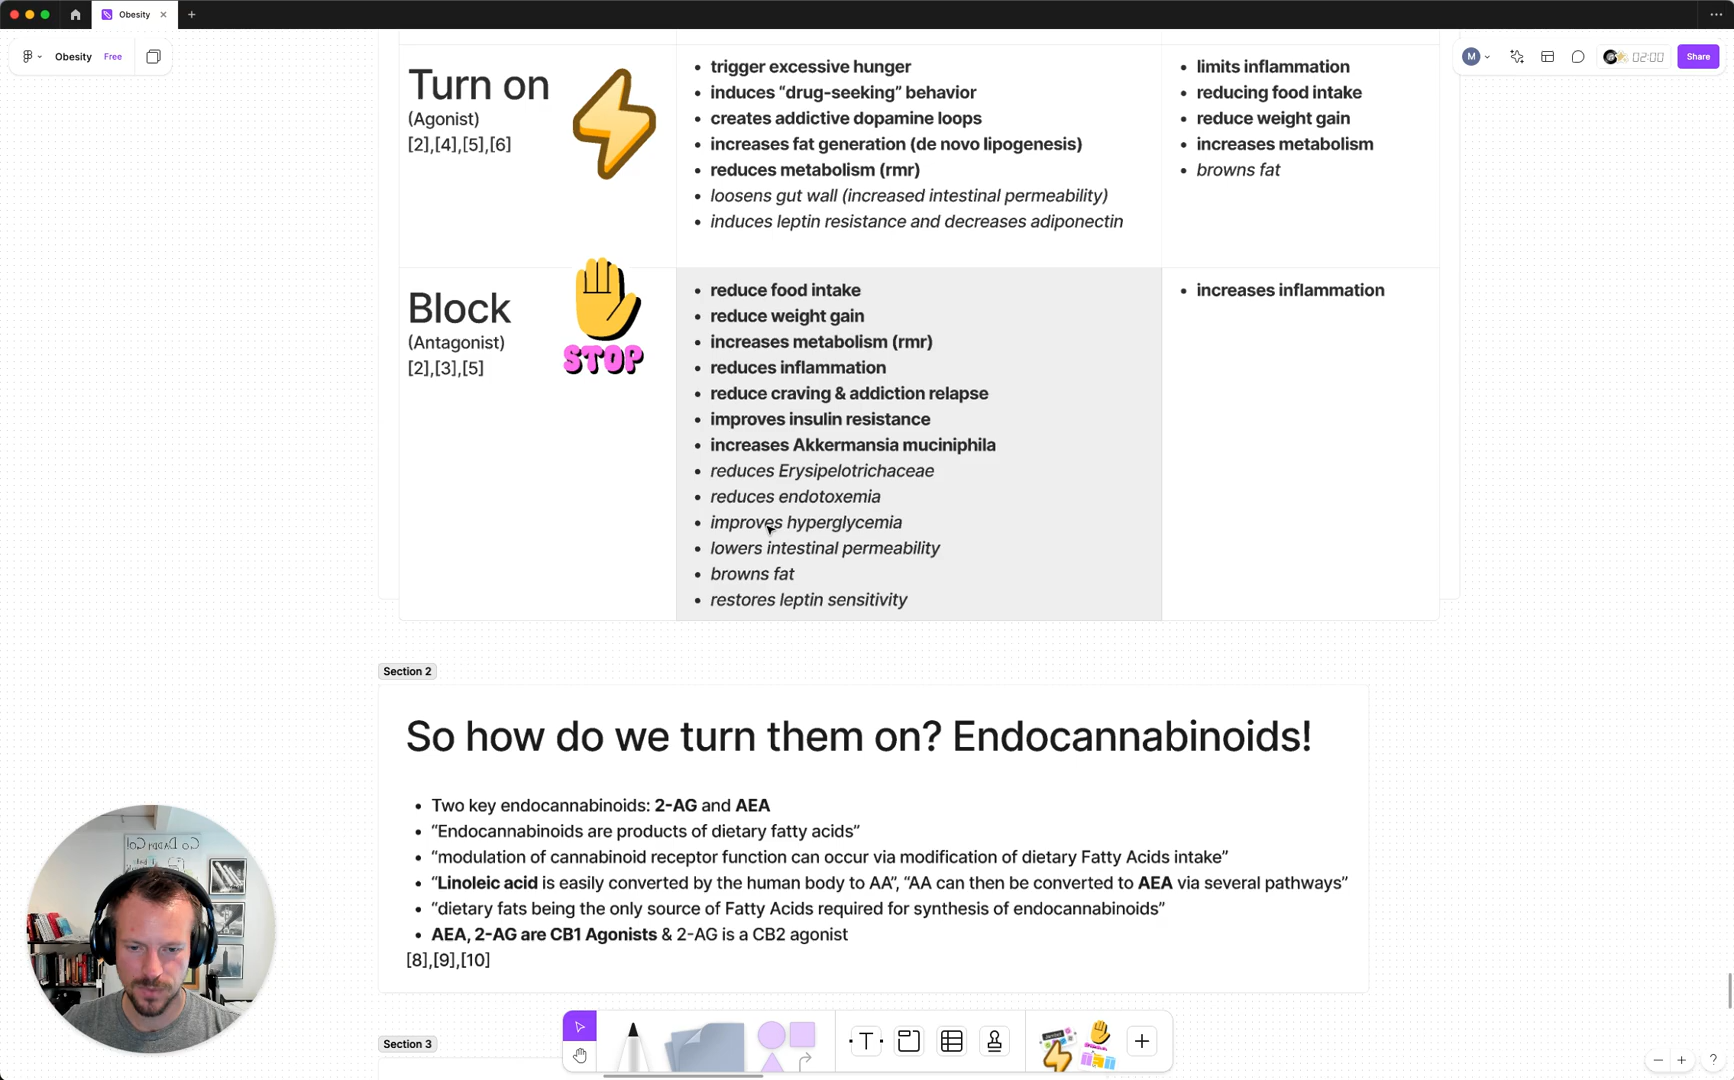 Obesity
Obesity
Free
M
02:00
Share
Turn on
(Agonist)
[2],[4],[5],[6]
• trigger excessive hunger
• induces “drug-seeking” behavior
• creates addictive dopamine loops
• increases fat generation (de novo lipogenesis)
• reduces metabolism (rmr)
• loosens gut wall (increased intestinal permeability)
• induces leptin resistance and decreases adiponectin
• limits inflammation
• reducing food intake
• reduce weight gain
• increases metabolism
• browns fat
Block
(Antagonist)
[2],[3],[5]
STOP
• reduce food intake
• reduce weight gain
• increases metabolism (rmr)
• reduces inflammation
• reduce craving & addiction relapse
• improves insulin resistance
• increases Akkermansia muciniphila
• reduces Erysipelotrichaceae
• reduces endotoxemia
• improves hyperglycemia
• lowers intestinal permeability
• browns fat
• restores leptin sensitivity
• increases inflammation
Section 2
So how do we turn them on? Endocannabinoids!
• Two key endocannabinoids: 2-AG and AEA
• “Endocannabinoids are products of dietary fatty acids”
• “modulation of cannabinoid receptor function can occur via modification of dietary Fatty Acids intake”
• “Linoleic acid is easily converted by the human body to AA”, “AA can then be converted to AEA via several pathways”
• “dietary fats being the only source of Fatty Acids required for synthesis of endocannabinoids”
• AEA, 2-AG are CB1 Agonists & 2-AG is a CB2 agonist
[8],[9],[10]
Section 3
T